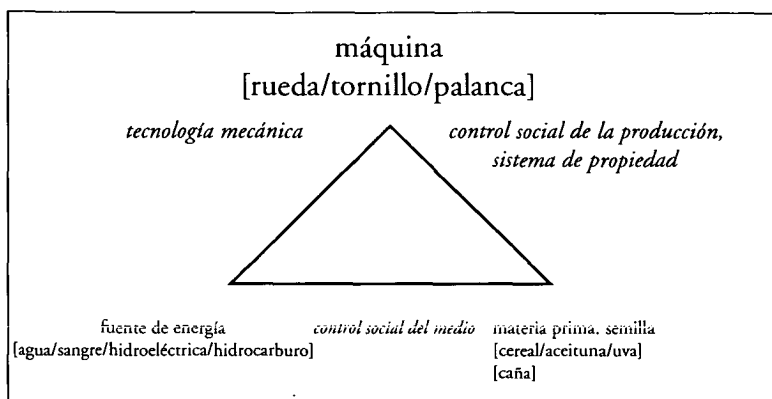 máquina
[rueda/tornillo/palanca]
tecnología mecánica
control social de la producción,
sistema de propiedad
fuente de energía
control social del medio
materia prima, semilla
[agua/sangre/hidroeléctrica/hidrocarburo]
[cereal/aceituna/uva]
[caña]